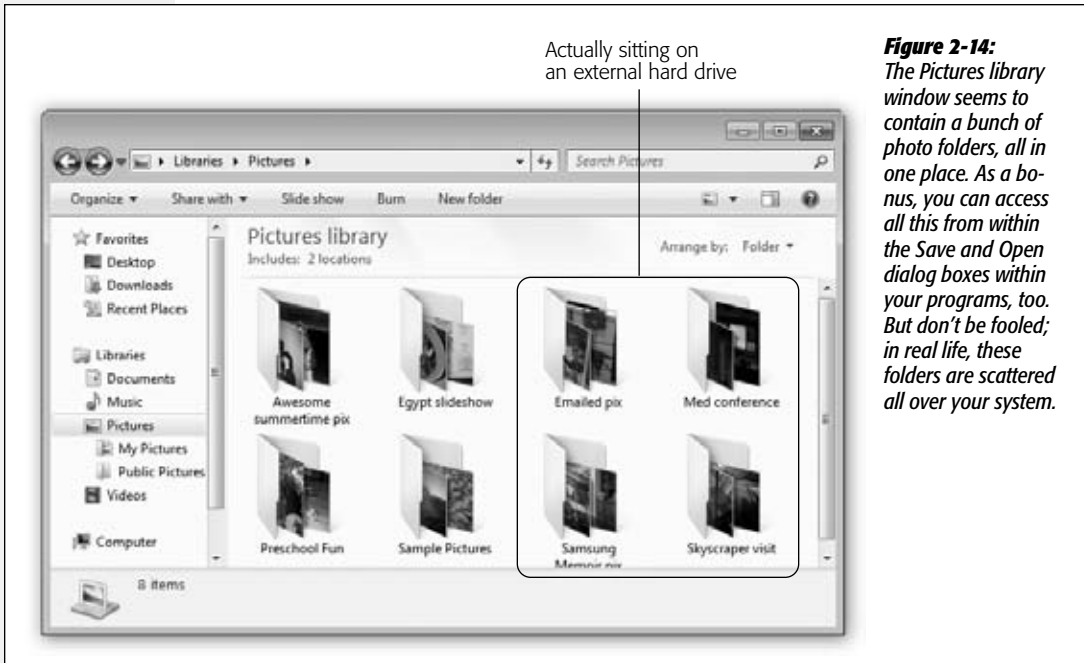 Actually sitting on
an external hard drive
Libraries ▸ Pictures ▸
Search Pictures
Organize ▾ Share with ▾ Slide show Burn New folder
Favorites
Desktop
Downloads
Recent Places
Libraries
Documents
Music
Pictures
My Pictures
Public Pictures
Videos
Computer
Pictures library
Includes: 2 locations
Arrange by: Folder ▾
Awesome
summertime pix
Egypt slideshow
Emailed pix
Med conference
Preschool Fun
Sample Pictures
Samsung
Memoir pix
Skyscraper visit
8 items
Figure 2-14:
The Pictures library
window seems to
contain a bunch of
photo folders, all in
one place. As a bo-
nus, you can access
all this from within
the Save and Open
dialog boxes within
your programs, too.
But don't be fooled;
in real life, these
folders are scattered
all over your system.